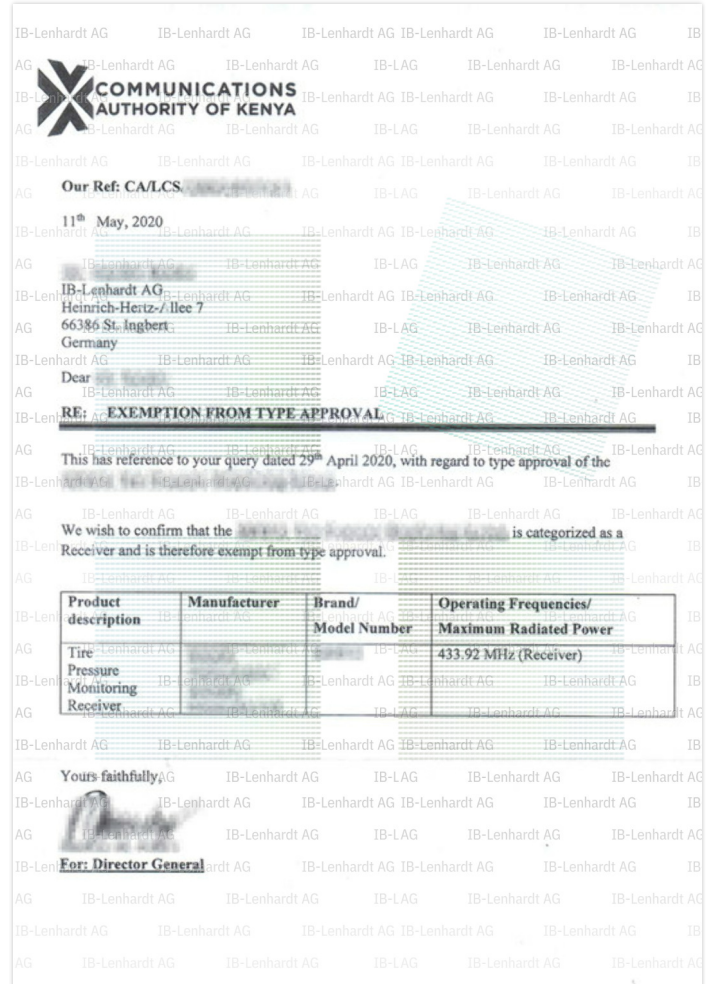 COMMUNICATIONS
AUTHORITY OF KENYA
Our Ref: CA/LCS
11th May, 2020
IB-Lenhardt AG
Heinrich-Hertz-Allee 7
66386 St. Ingbert
Germany
Dear
RE: EXEMPTION FROM TYPE APPROVAL
This has reference to your query dated 29th April 2020, with regard to type approval of the
We wish to confirm that the is categorized as a
Receiver and is therefore exempt from type approval.
Product description
Manufacturer
Brand/
Model Number
Operating Frequencies/
Maximum Radiated Power
Tire
Pressure
Monitoring
Receiver
433.92 MHz (Receiver)
Yours faithfully,
For: Director General
IB-Lenhardt AG